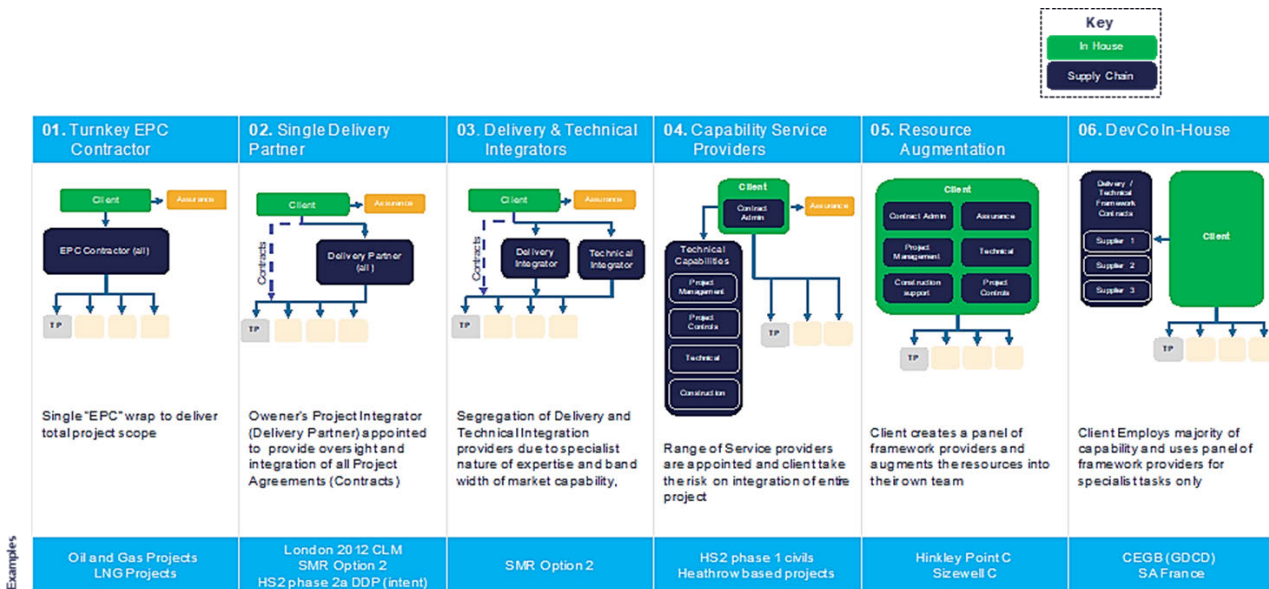 Key
In House
Supply Chain
01. Turnkey EPC
Contractor
Client
Assurance
EPC Contractor (all)
TP
Single "EPC" wrap to deliver
total project scope
Oil and Gas Projects
LNG Projects
02. Single Delivery
Partner
Client
Assurance
Contracts
Delivery Partner
(all)
TP
Owener's Project Integrator
(Delivery Partner) appointed
to provide oversight and
integration of all Project
Agreements (Contracts)
London 2012 CLM
SMR Option 2
HS2 phase 2a DDP (intent)
03. Delivery & Technical
Integrators
Client
Assurance
Contracts
Delivery
Integrator
Technical
Integrator
TP
Segregation of Delivery and
Technical Integration
providers due to specialist
nature of expertise and band
width of market capability,
SMR Option 2
04. Capability Service
Providers
Client
Contract
Admin
Assurance
Technical
Capabilities
Project
Management
Project
Controls
Technical
Construction
TP
Range of Service providers
are appointed and client take
the risk on integration of entire
project
HS2 phase 1 civils
Heathrow based projects
05. Resource
Augmentation
Client
Contract Admin
Assurance
Project
Management
Technical
Construction
support
Project
Controls
TP
Client creates a panel of
framework providers and
augments the resources into
their own team
Hinkley Point C
Sizewell C
06. DevCo In-House
Delivery /
Technical
Framework
Contracts
Supplier 1
Supplier 2
Supplier 3
Client
TP
Client Employs majority of
capability and uses panel of
framework providers for
specialist tasks only
CEGB (GDCD)
SA France
Examples